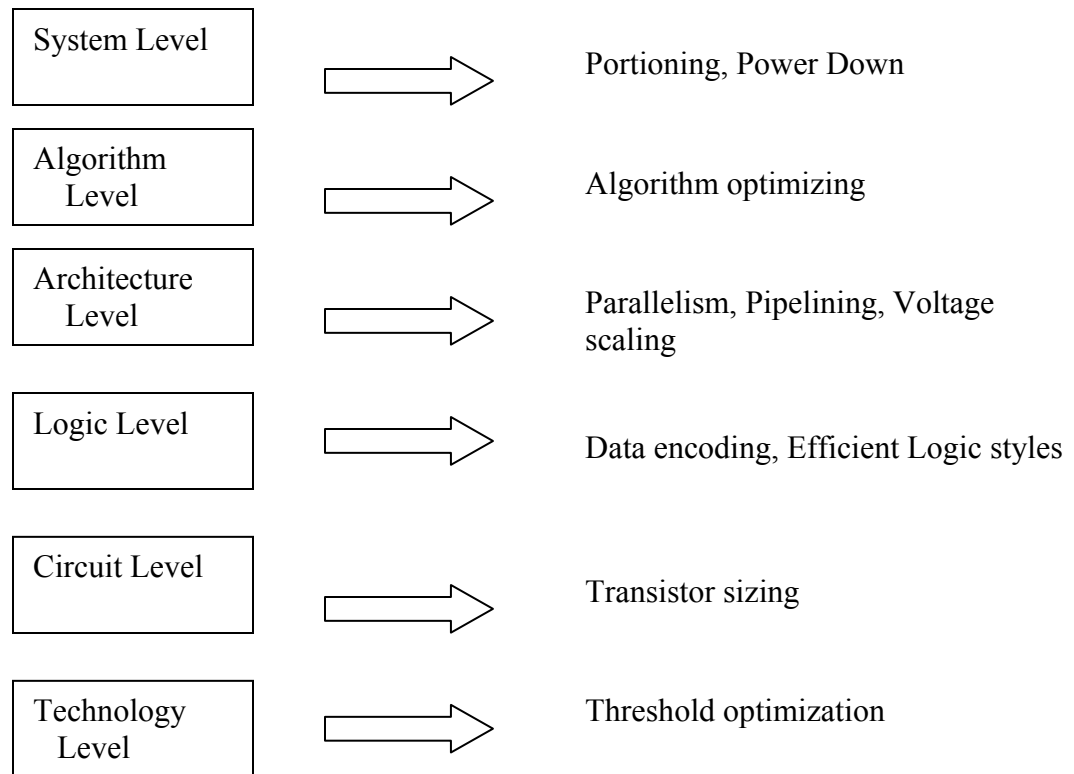 System Level
Portioning, Power Down
Algorithm
Level
Algorithm optimizing
Architecture
Level
Parallelism, Pipelining, Voltage
scaling
Logic Level
Data encoding, Efficient Logic styles
Circuit Level
Transistor sizing
Technology
Level
Threshold optimization